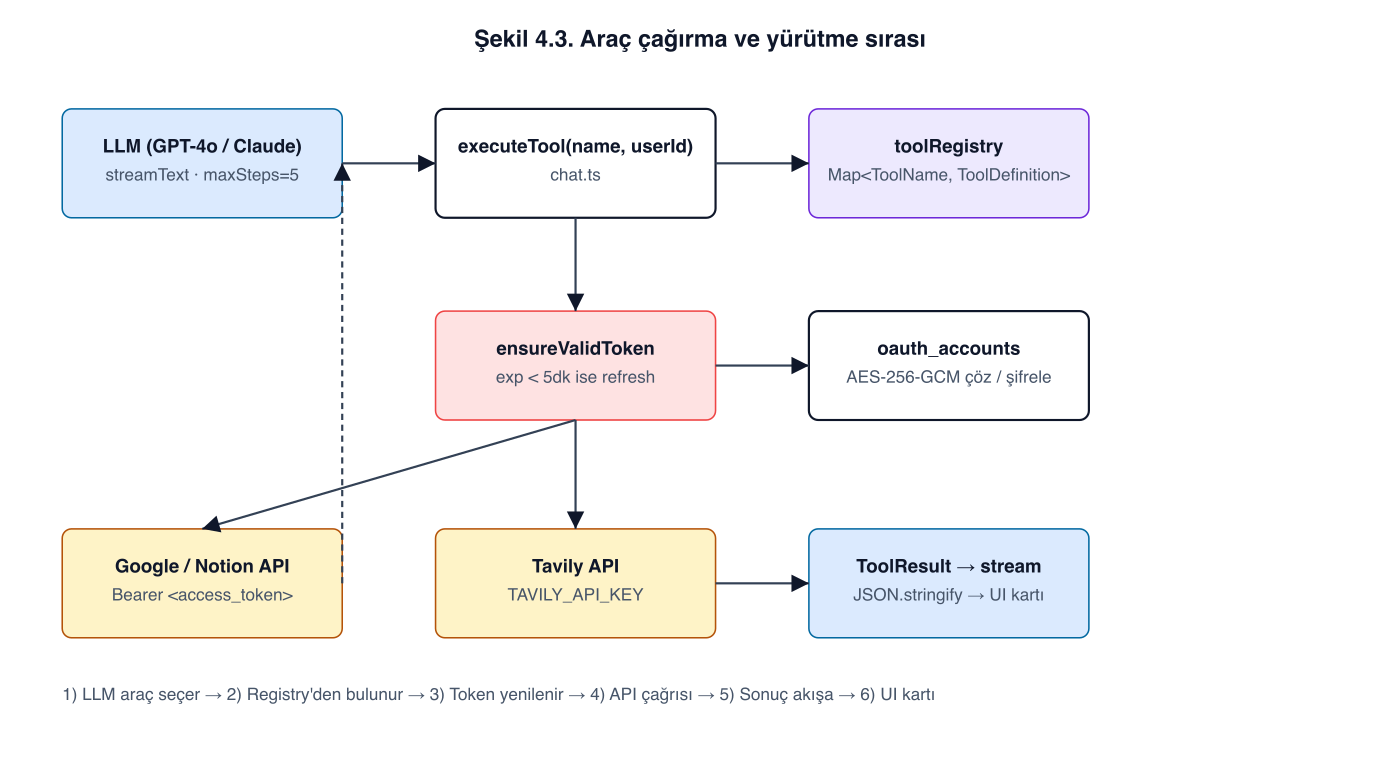 Şekil 4.3. Araç çağırma ve yürütme sırası
LLM (GPT-4o / Claude)
streamText · maxSteps=5
executeTool(name, userId)
chat.ts
toolRegistry
Map<ToolName, ToolDefinition>
ensureValidToken
exp < 5dk ise refresh
oauth_accounts
AES-256-GCM çöz / şifrele
Google / Notion API
Bearer <access_token>
Tavily API
TAVILY_API_KEY
ToolResult → stream
JSON.stringify → UI kartı
1) LLM araç seçer → 2) Registry'den bulunur → 3) Token yenilenir → 4) API çağrısı → 5) Sonuç akışa → 6) UI kartı